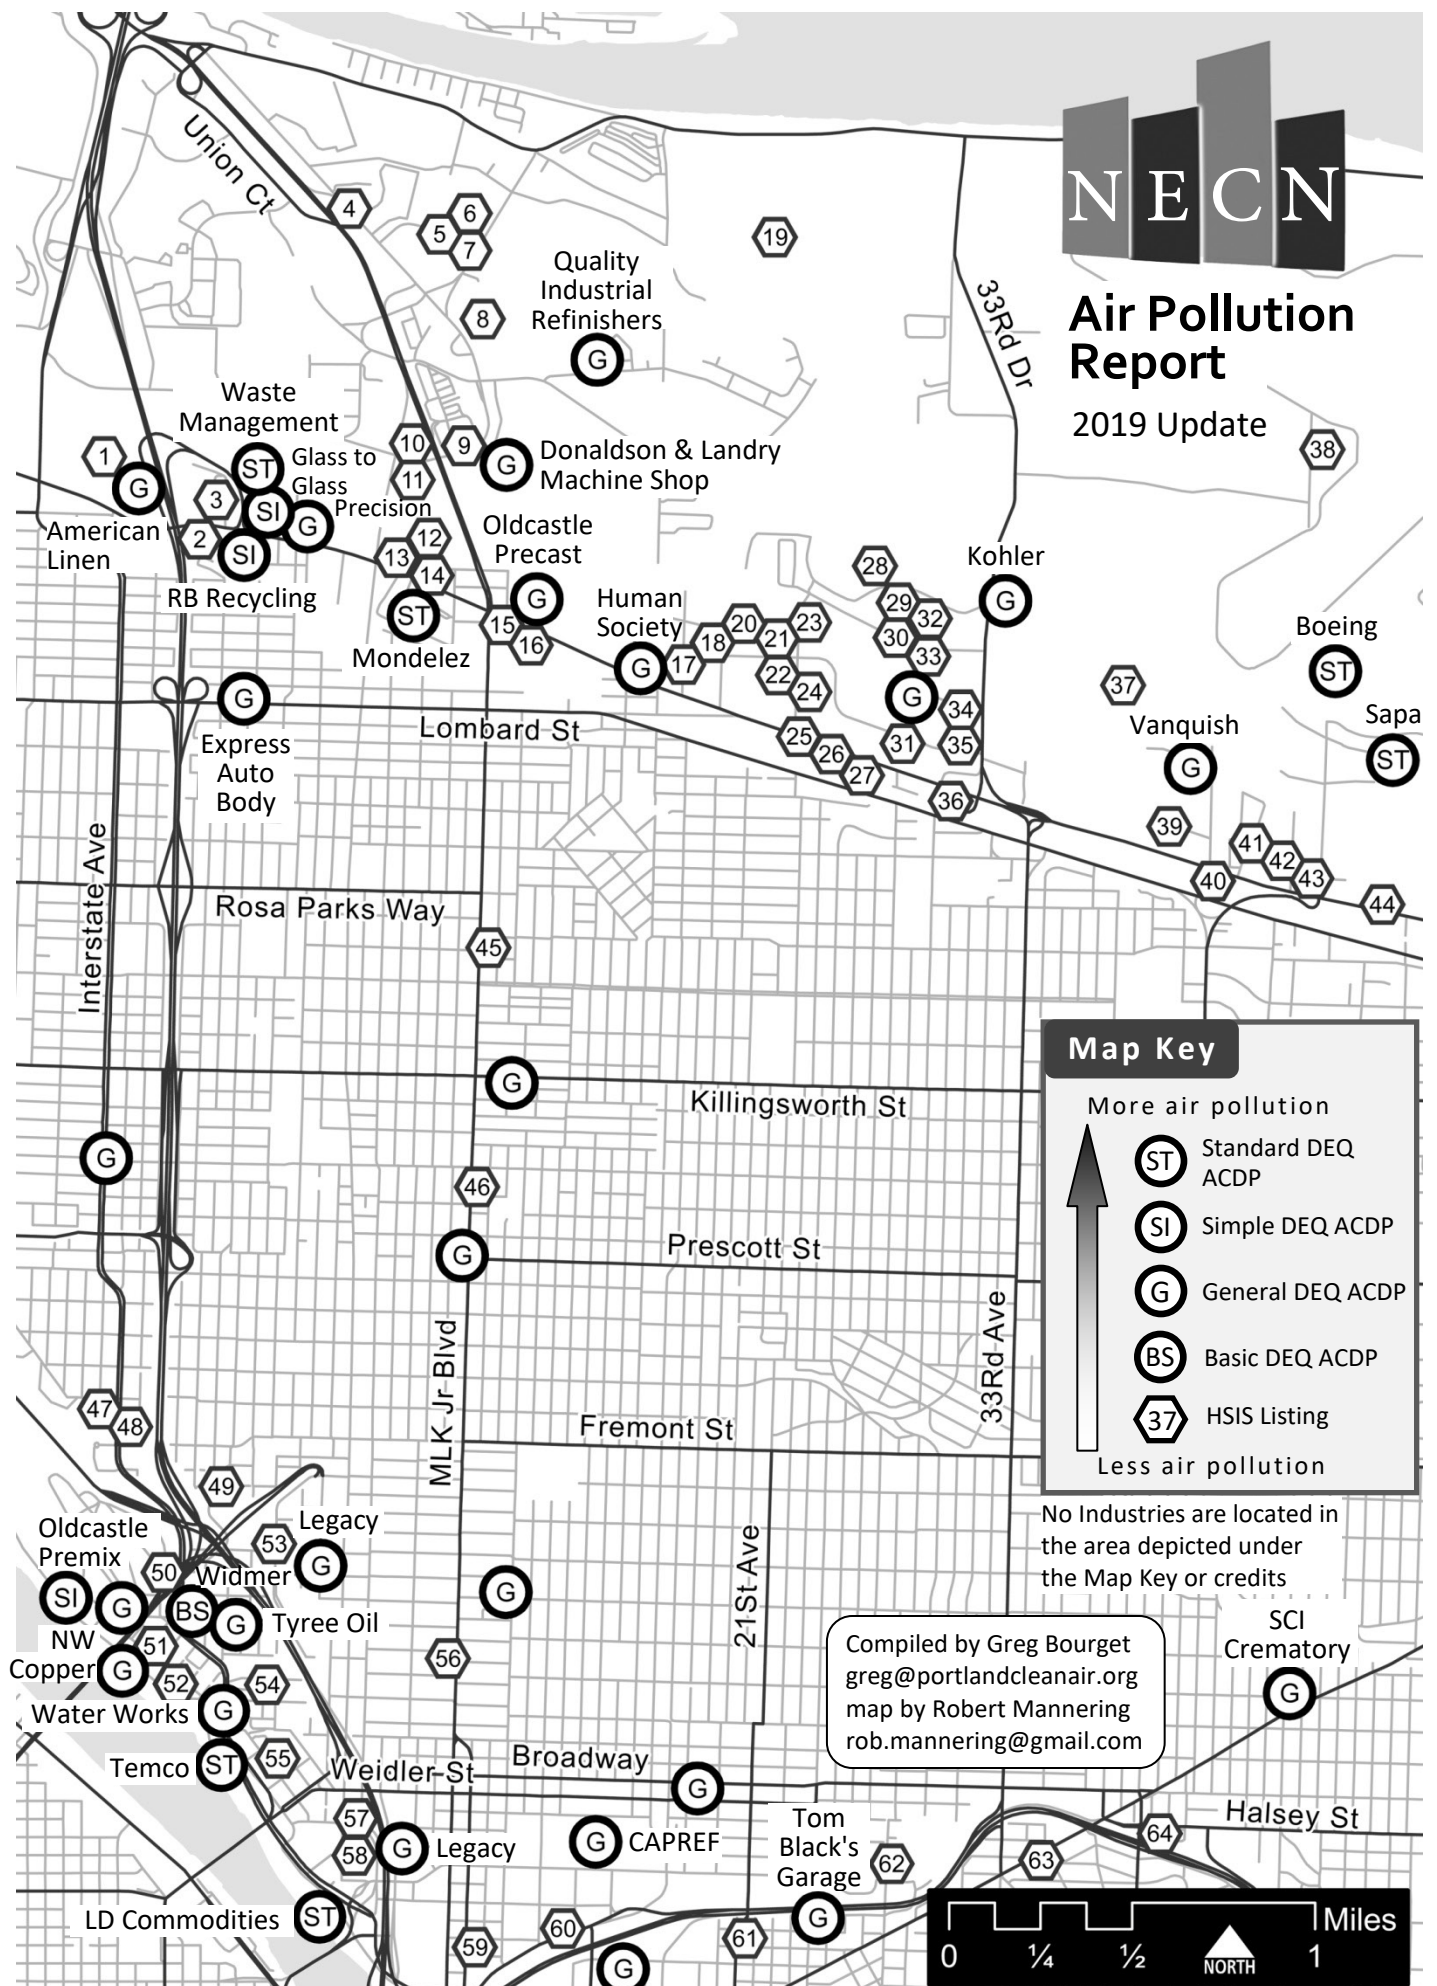 NECN
Air Pollution
Report
2019 Update
Union Ct
4
6
5
7
19
Quality
Industrial
Refinishers
G
8
33Rd Dr
38
Waste
Management
ST
Glass to
Glass
SI
Precision
G
1
G
American
Linen
3
2
SI
RB Recycling
10
9
11
G
Donaldson & Landry
Machine Shop
12
13
14
ST
Mondelez
Oldcastle
Precast
G
15
16
Human
Society
G
17
18
20
21
23
22
24
28
29
32
30
33
G
34
31
35
25
26
27
36
Kohler
G
37
Boeing
ST
Vanquish
G
Sapa
ST
39
41
42
40
43
44
G
Express
Auto
Body
Lombard St
Interstate Ave
Rosa Parks Way
45
G
Killingsworth St
G
46
G
Prescott St
MLK Jr Blvd
33Rd Ave
Fremont St
47
48
49
Map Key
More air pollution
ST
Standard DEQ
ACDP
SI
Simple DEQ ACDP
G
General DEQ ACDP
BS
Basic DEQ ACDP
37
HSIS Listing
Less air pollution
No Industries are located in
the area depicted under
the Map Key or credits
Oldcastle
Premix
SI
G
50
53
Legacy
G
Widmer
BS
G
Tyree Oil
NW
Copper
G
51
52
54
Water Works
G
Temco
ST
55
G
56
21St Ave
Compiled by Greg Bourget
greg@portlandcleanair.org
map by Robert Mannering
rob.mannering@gmail.com
SCI
Crematory
G
Weidler St
Broadway
G
57
58
G
Legacy
G
CAPREF
Tom
Black's
Garage
G
62
63
64
Halsey St
LD Commodities
ST
59
60
G
61
0
¼
½
1
Miles
NORTH